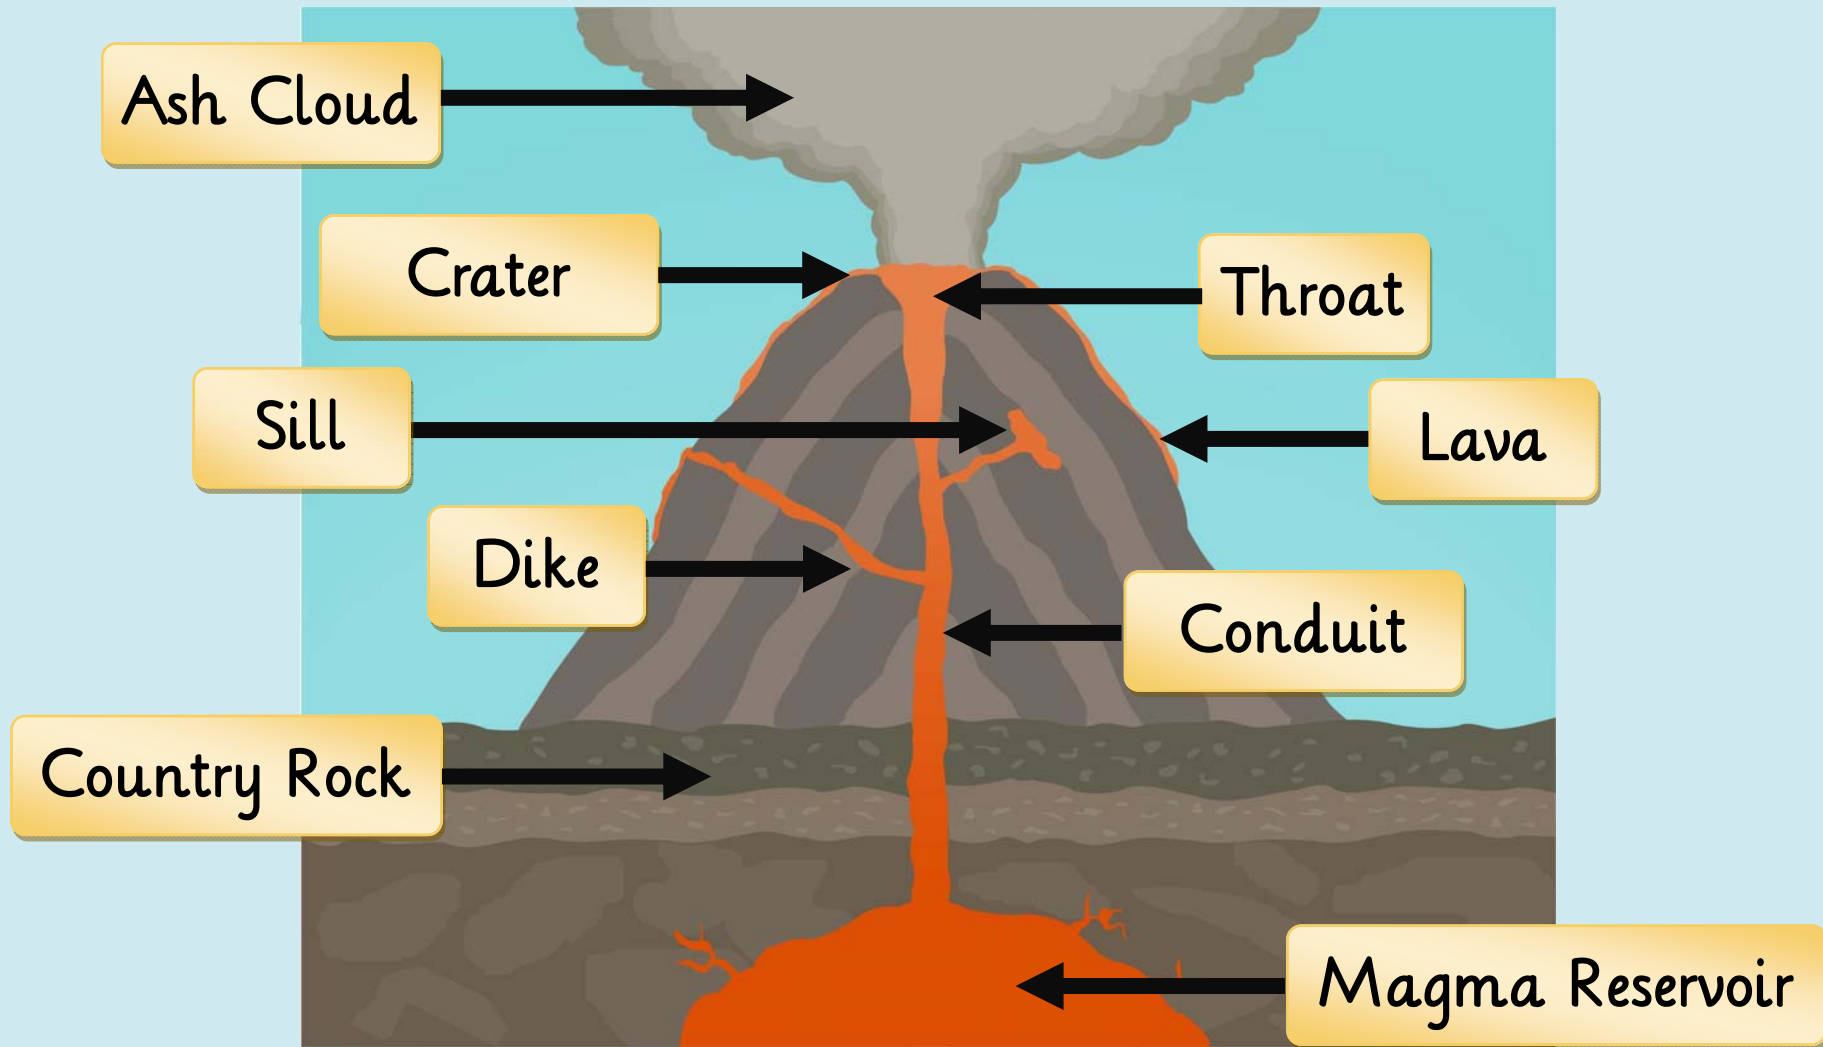 Ash Cloud
Crater
Throat
Sill
Lava
Dike
Conduit
Country Rock
Magma Reservoir